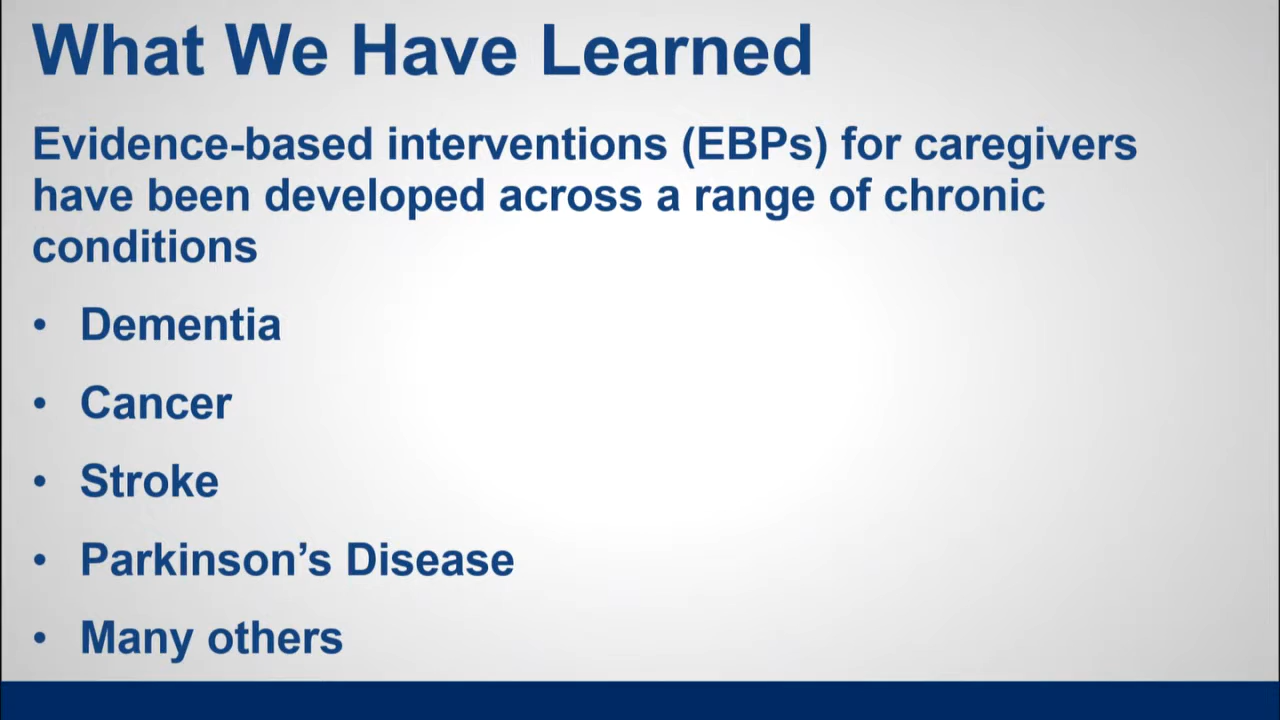 What We Have Learned
Evidence-based interventions (EBPs) for caregivers
have been developed across a range of chronic
conditions
• Dementia
• Cancer
• Stroke
• Parkinson’s Disease
• Many others